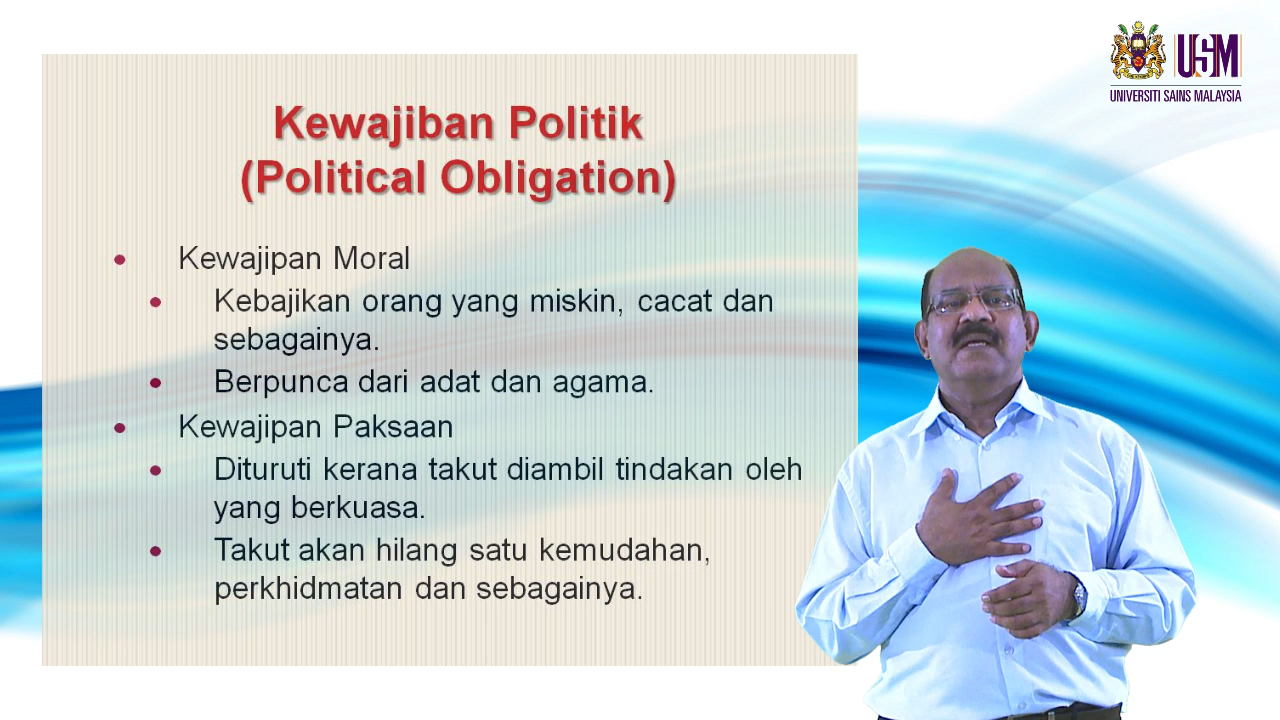 USM
UNIVERSITI SAINS MALAYSIA
Kewajiban Politik
(Political Obligation)
Kewajipan Moral
Kebajikan orang yang miskin, cacat dan
sebagainya.
Berpunca dari adat dan agama.
Kewajipan Paksaan
Dituruti kerana takut diambil tindakan oleh
yang berkuasa.
Takut akan hilang satu kemudahan,
perkhidmatan dan sebagainya.